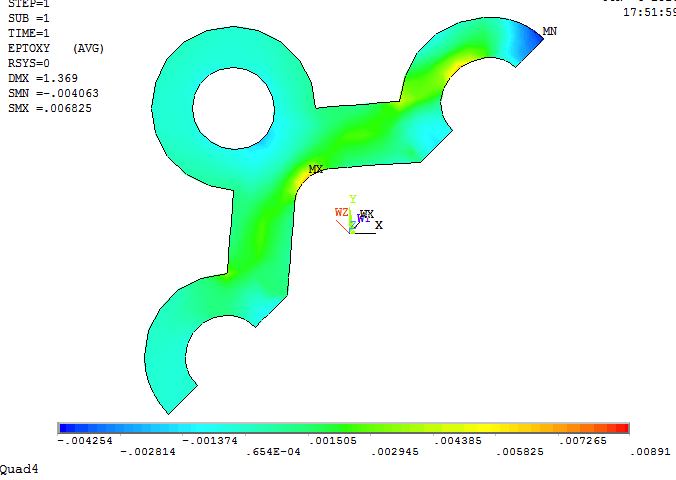 STEP=1
SUB =1
TIME=1
EPTOXY (AVG)
RSYS=0
DMX =1.369
SMN =-.004063
SMX =.006825
17:51:59
MN
MX
Y
WZ WX
WY
Z X
-.004254 -.001374 .001505 .004385 .007265
-.002814 .654E-04 .002945 .005825 .00891
Quad4